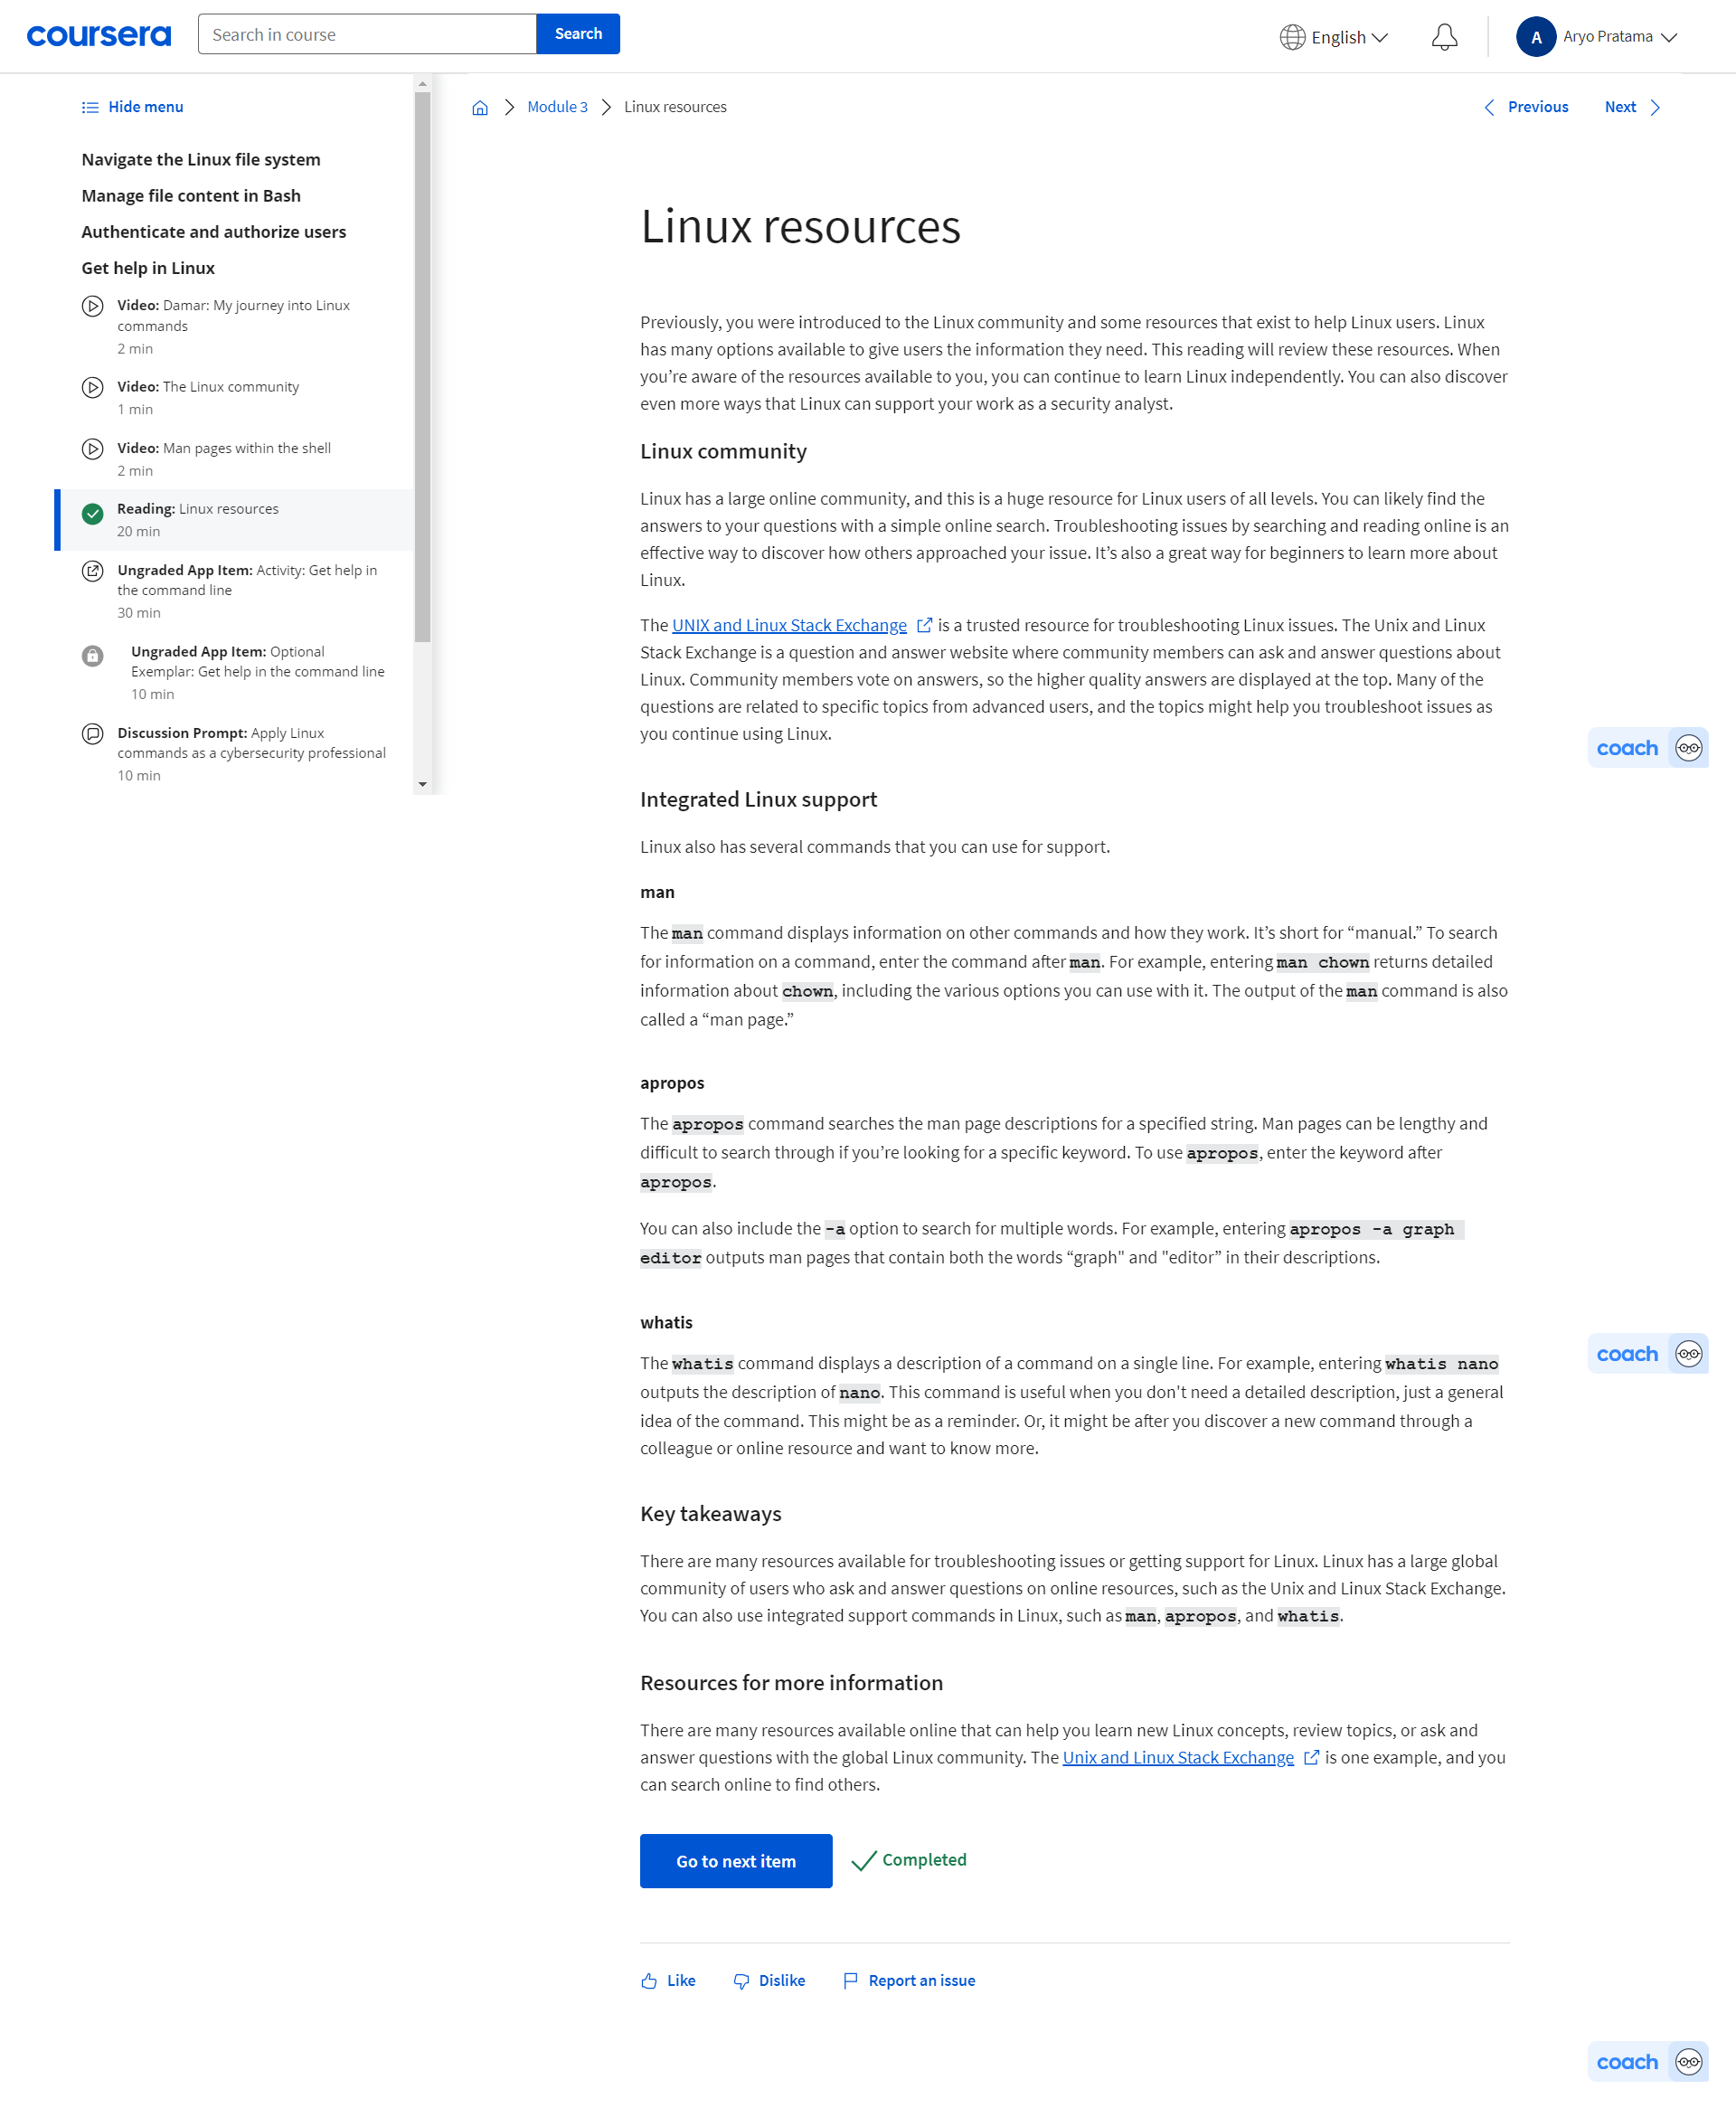 coursera
Search in course
Search
English
A
Aryo Pratama
Hide menu
Navigate the Linux file system
Manage file content in Bash
Authenticate and authorize users
Get help in Linux
Video: Damar: My journey into Linux
commands
2 min
Video: The Linux community
1 min
Video: Man pages within the shell
2 min
Reading: Linux resources
20 min
Ungraded App Item: Activity: Get help in
the command line
30 min
Ungraded App Item: Optional
Exemplar: Get help in the command line
10 min
Discussion Prompt: Apply Linux
commands as a cybersecurity professional
10 min
Module 3
Linux resources
Previous
Next
Linux resources
Previously, you were introduced to the Linux community and some resources that exist to help Linux users. Linux
has many options available to give users the information they need. This reading will review these resources. When
you’re aware of the resources available to you, you can continue to learn Linux independently. You can also discover
even more ways that Linux can support your work as a security analyst.
Linux community
Linux has a large online community, and this is a huge resource for Linux users of all levels. You can likely find the
answers to your questions with a simple online search. Troubleshooting issues by searching and reading online is an
effective way to discover how others approached your issue. It’s also a great way for beginners to learn more about
Linux.
The UNIX and Linux Stack Exchange is a trusted resource for troubleshooting Linux issues. The Unix and Linux
Stack Exchange is a question and answer website where community members can ask and answer questions about
Linux. Community members vote on answers, so the higher quality answers are displayed at the top. Many of the
questions are related to specific topics from advanced users, and the topics might help you troubleshoot issues as
you continue using Linux.
coach
Integrated Linux support
Linux also has several commands that you can use for support.
man
The man command displays information on other commands and how they work. It’s short for “manual.” To search
for information on a command, enter the command after man. For example, entering man chown returns detailed
information about chown, including the various options you can use with it. The output of the man command is also
called a “man page.”
apropos
The apropos command searches the man page descriptions for a specified string. Man pages can be lengthy and
difficult to search through if you’re looking for a specific keyword. To use apropos, enter the keyword after
apropos.
You can also include the -a option to search for multiple words. For example, entering apropos -a graph
editor outputs man pages that contain both the words “graph" and "editor” in their descriptions.
whatis
The whatis command displays a description of a command on a single line. For example, entering whatis nano
outputs the description of nano. This command is useful when you don't need a detailed description, just a general
idea of the command. This might be as a reminder. Or, it might be after you discover a new command through a
colleague or online resource and want to know more.
coach
Key takeaways
There are many resources available for troubleshooting issues or getting support for Linux. Linux has a large global
community of users who ask and answer questions on online resources, such as the Unix and Linux Stack Exchange.
You can also use integrated support commands in Linux, such as man, apropos, and whatis.
Resources for more information
There are many resources available online that can help you learn new Linux concepts, review topics, or ask and
answer questions with the global Linux community. The Unix and Linux Stack Exchange is one example, and you
can search online to find others.
Go to next item
Completed
Like
Dislike
Report an issue
coach